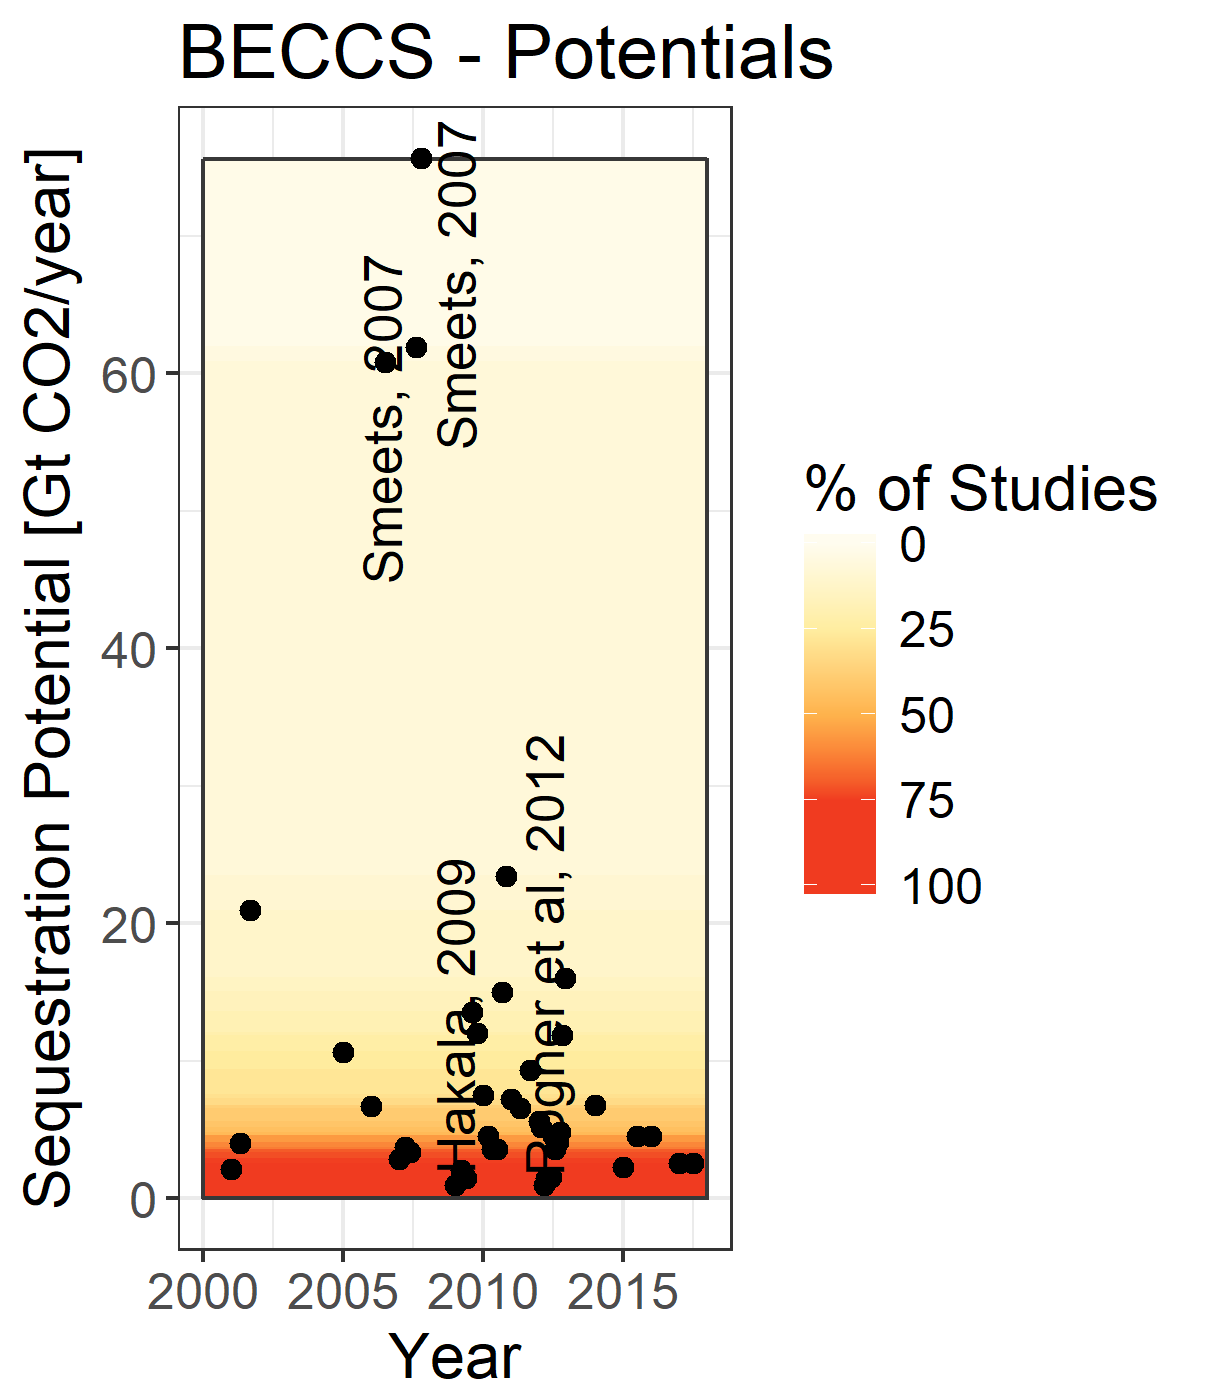 BECCS - Potentials
Sequestration Potential [Gt CO2/year]
60
40
20
0
Smeets, 2007
Smeets, 2007
Hakala, 2009
Rogner et al, 2012
2000
2005
2010
2015
Year
% of Studies
0
25
50
75
100